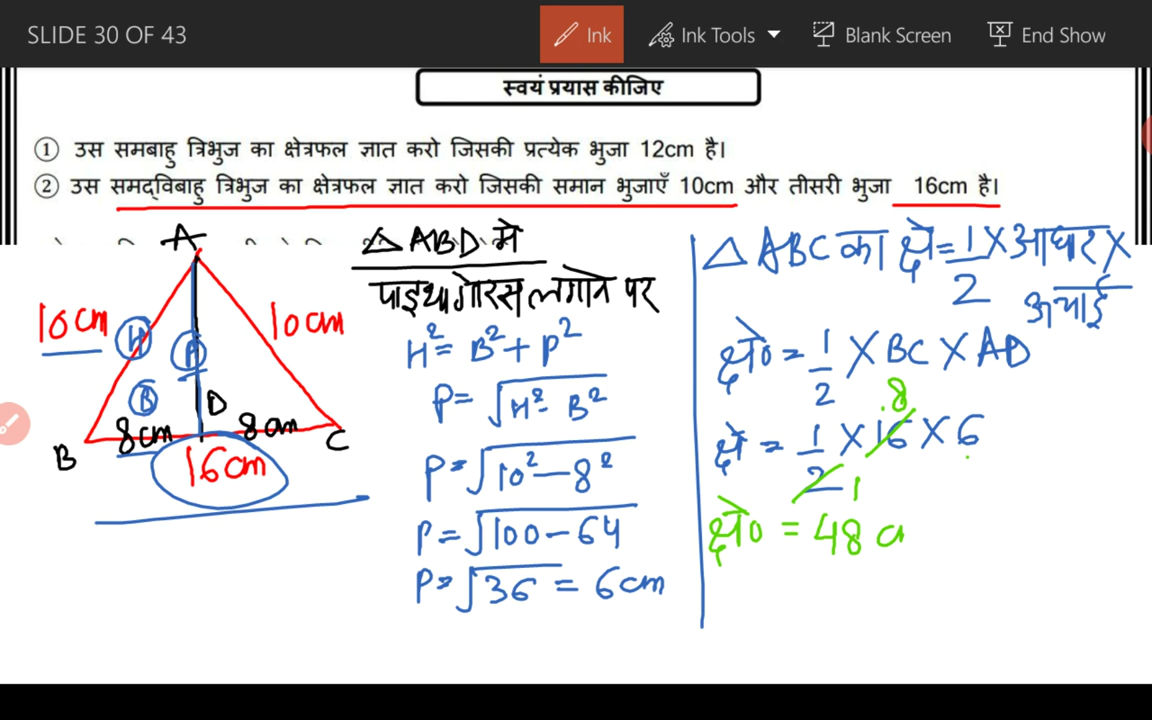 SLIDE 30 OF 43
Ink
Ink Tools
Blank Screen
End Show
स्वयं प्रयास कीजिए
① उस समबाहु त्रिभुज का क्षेत्रफल ज्ञात करो जिसकी प्रत्येक भुजा 12cm है।
② उस समद्विबाहु त्रिभुज का क्षेत्रफल ज्ञात करो जिसकी समान भुजाएँ 10cm और तीसरी भुजा 16cm है।
A
10cm
H
P
10cm
B
D
8cm
8cm
B
C
16cm
△ ABD में
पाइथागोरस लगाने पर
H² = B² + P²
P = √H² - B²
P = √10² - 8²
P = √100 - 64
P = √36 = 6cm
△ ABC का क्षे० = 1/2 × आधार ×
ऊंचाई
क्षे० = 1/2 × BC × AD
8
क्षे० = 1/2 × 16 × 6
1
क्षे० = 48 c